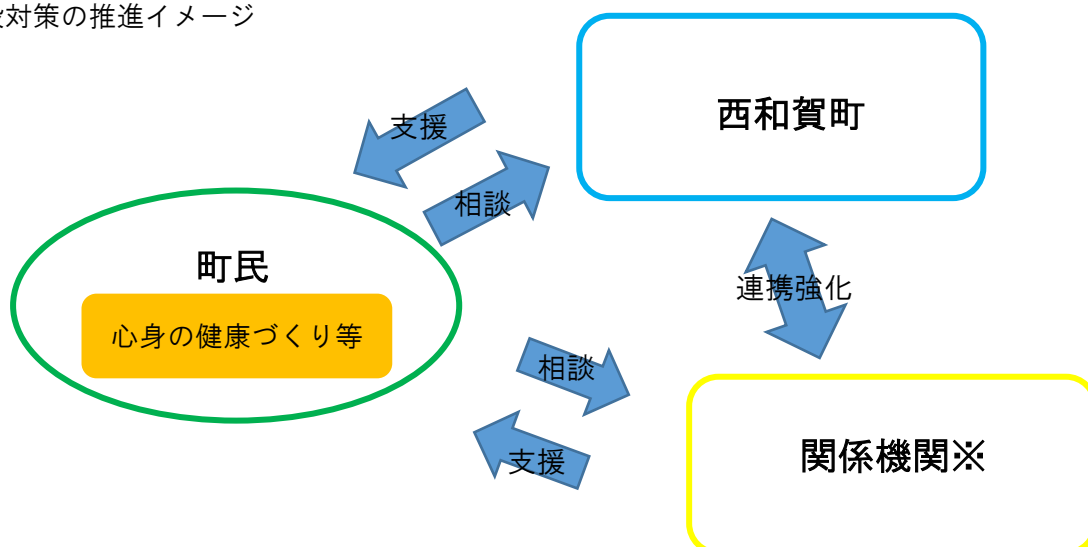 対策の推進イメージ
西和賀町
支援
相談
町民
連携強化
心身の健康づくり等
相談
関係機関※
支援